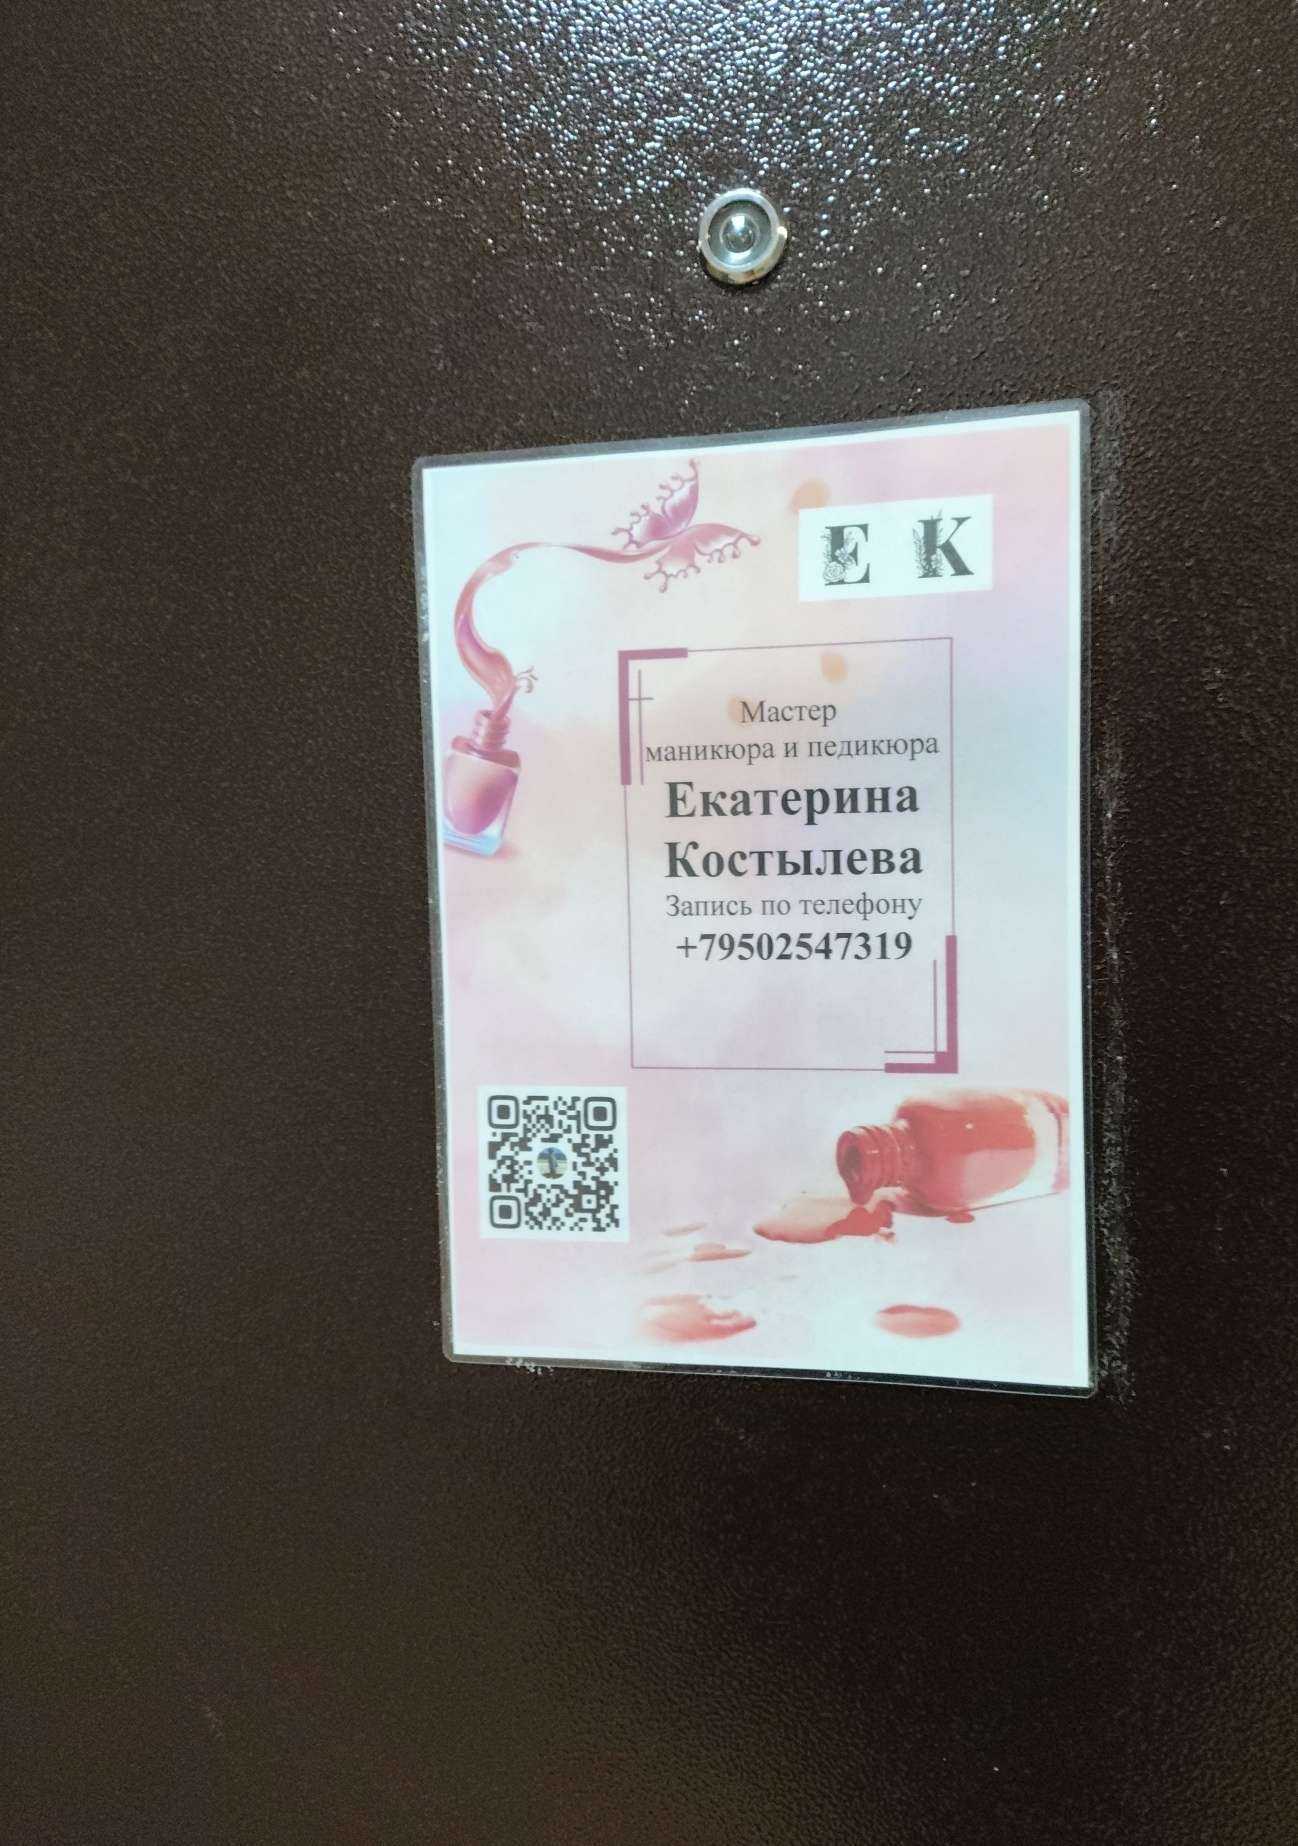 Е К
Мастер
маникюра и педикюра
Екатерина
Костылева
Запись по телефону
+79502547319